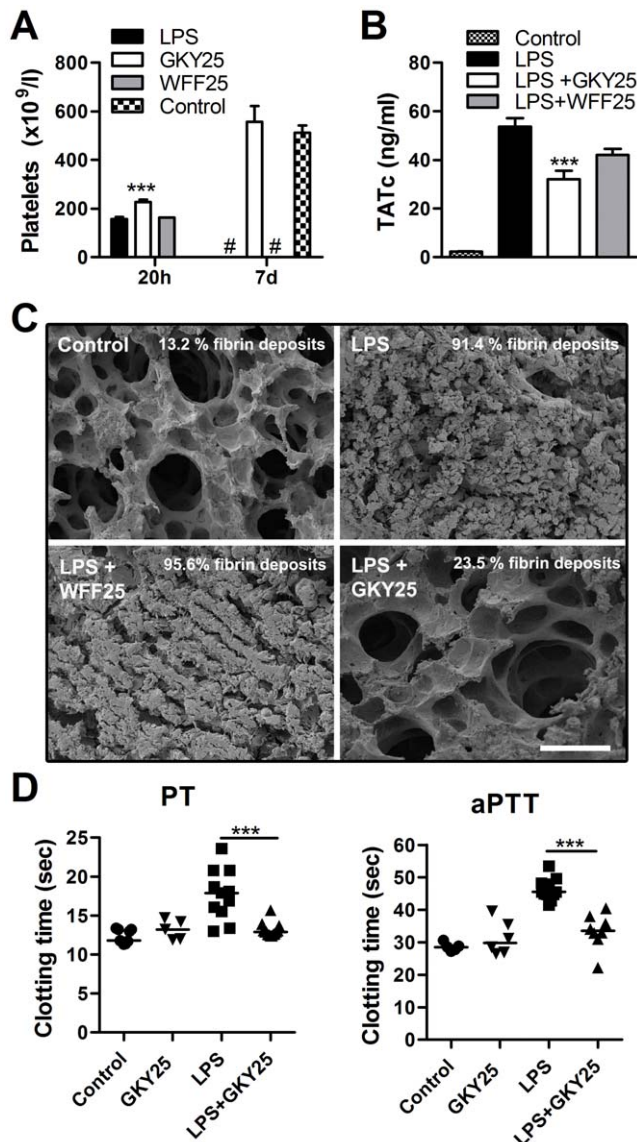 A
LPS
GKY25
WFF25
Control
Platelets (x10⁹/l)
800
600
400
200
0
***
#
#
20h
7d
B
Control
LPS
LPS +GKY25
LPS+WFF25
TATc (ng/ml)
80
60
40
20
0
***
C
Control
13.2 % fibrin deposits
LPS
91.4 % fibrin deposits
LPS +
WFF25
95.6% fibrin deposits
LPS +
GKY25
23.5 % fibrin deposits
D
PT
Clotting time (sec)
25
20
15
10
0
***
Control
GKY25
LPS
LPS+GKY25
aPTT
Clotting time (sec)
60
50
40
30
20
10
0
***
Control
GKY25
LPS
LPS+GKY25